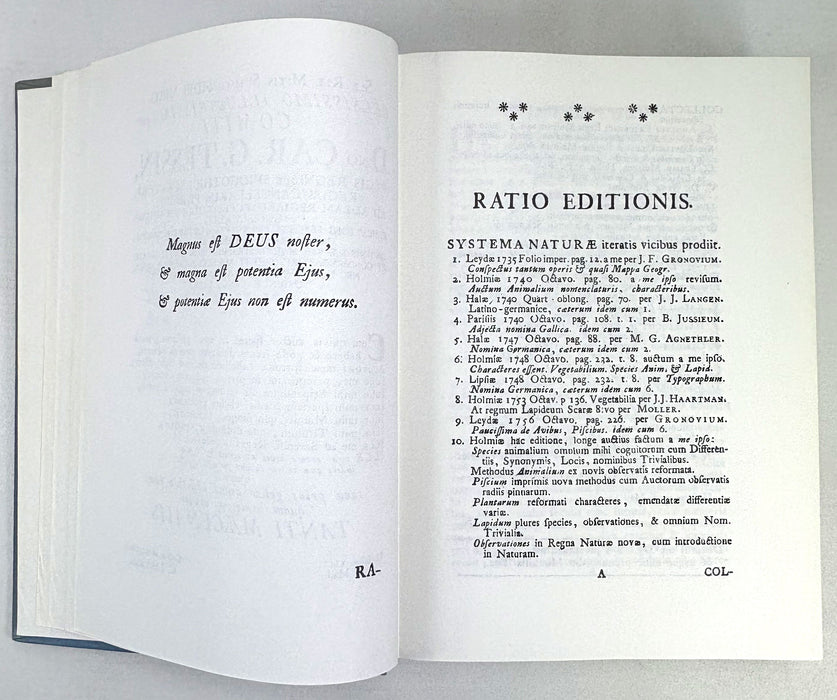 Magnus eſt DEUS noſter,
& magna eſt potentia Ejus,
& potentiæ Ejus non eſt numerus.
RA-
RATIO EDITIONIS.
SYSTEMA NATURÆ iteratis vicibus prodiit.
1. Leydæ 1735 Folio imper. pag. 12. a me per J. F. GRONOVIUM.
Conſpectus tantum operis & quaſi Mappa Geogr.
2. Holmiæ 1740 Octavo. pag. 80. a me ipſo reviſum.
Auctum Animalium nomenclaturis, characteribus.
3. Halæ, 1740 Quart · oblong. pag. 70. per J. J. LANGEN.
Latino-germanice, cæterum idem cum 1.
4. Pariſiis 1740 Octavo. pag. 108. t. 1. per B. JUSSIEUM.
Adjecta nomina Gallica. idem cum 2.
5. Halæ 1747 Octavo. pag. 88. per M. G. AGNETHLER.
Nomina Germanica, cæterum idem cum 2.
6. Holmiæ 1748 Octavo. pag. 232. t. 8. auctum a me ipſo.
Characteres eſſent. Vegetabilium. Species Anim. & Lapid.
7. Lipſiæ 1748 Octavo. pag. 232. t. 8. per Typographum.
Nomina Germanica, cæterum idem cum 6.
8. Holmiæ 1753 Octav. p 136. Vegetabilia per J.J. HAARTMAN.
At regnum Lapideum Scaræ 8:vo per MOLLER.
9. Leydæ 1756 Octavo. pag. 226. per GRONOVIUM.
Pauciſſima de Avibus, Piſcibus. idem cum 6.
10. Holmiæ hac editione, longe auctius factum a me ipſo:
Species animalium omnium mihi cognitorum cum Differen-
tiis, Synonymis, Locis, nominibus Trivialibus.
Methodus Animalium ex novis obſervatis reformata.
Piſcium imprimis nova methodus cum Auctorum obſervatis
radiis pinnarum.
Plantarum reformati characteres, emendatæ differentiæ
variæ.
Lapidum plures ſpecies, obſervationes, & omnium Nom.
Trivialia.
Obſervationes in Regna Naturæ novæ, cum introductione
in Naturam.
A COL-